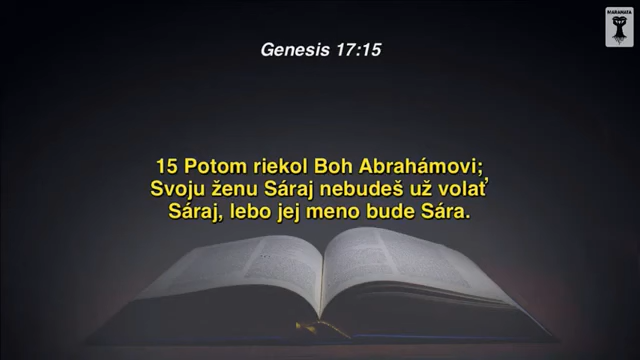 MARANATA
Genesis 17:15
15 Potom riekol Boh Abrahámovi;
Svoju ženu Sáraj nebudeš už volať
Sáraj, lebo jej meno bude Sára.